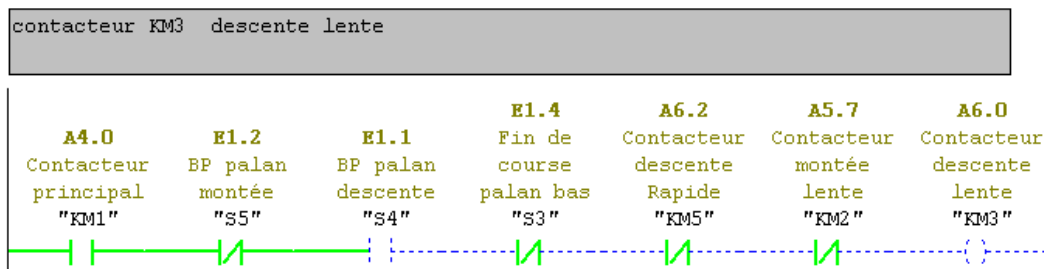 contacteur KM3 descente lente
E1.4 A6.2 A5.7 A6.0
A4.0 E1.2 E1.1 Fin de Contacteur Contacteur Contacteur
Contacteur BP palan BP palan course descente montée descente
principal montée descente palan bas Rapide lente lente
"KM1" "S5" "S4" "S3" "KM5" "KM2" "KM3"